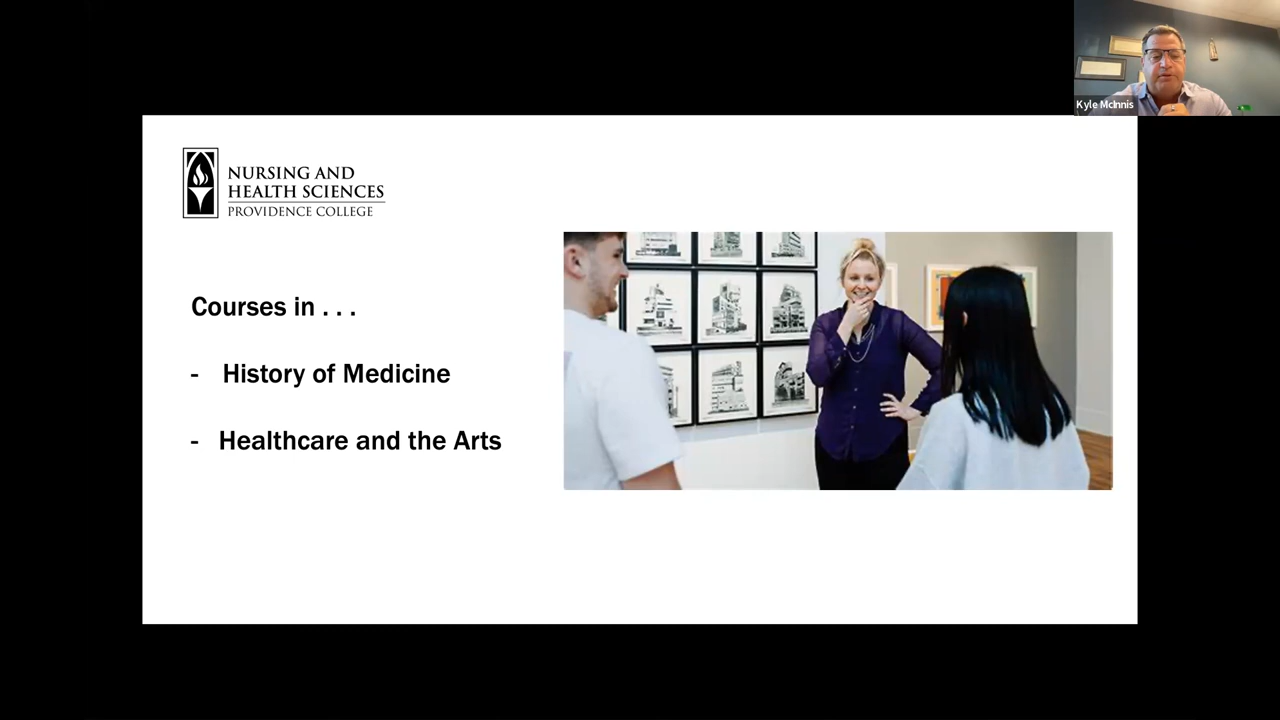 Kyle McInnis
NURSING AND
HEALTH SCIENCES
PROVIDENCE COLLEGE
Courses in . . .
- History of Medicine
- Healthcare and the Arts